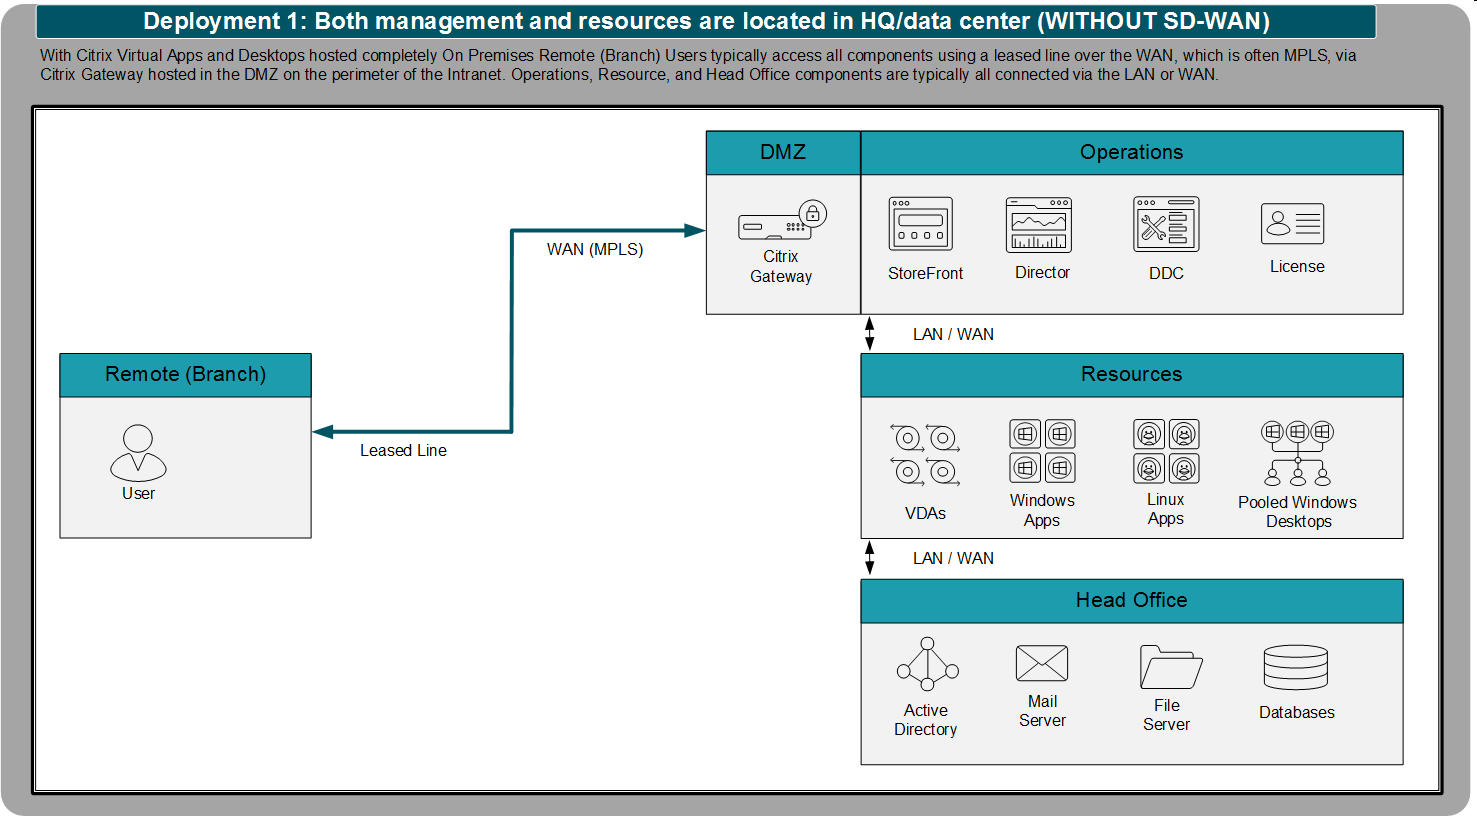 Deployment 1: Both management and resources are located in HQ/data center (WITHOUT SD-WAN)
With Citrix Virtual Apps and Desktops hosted completely On Premises Remote (Branch) Users typically access all components using a leased line over the WAN, which is often MPLS, via
Citrix Gateway hosted in the DMZ on the perimeter of the Intranet. Operations, Resource, and Head Office components are typically all connected via the LAN or WAN.
DMZ
Operations
Citrix
Gateway
StoreFront
Director
DDC
License
WAN (MPLS)
LAN / WAN
Remote (Branch)
User
Leased Line
Resources
VDAs
Windows
Apps
Linux
Apps
Pooled Windows
Desktops
LAN / WAN
Head Office
Active
Directory
Mail
Server
File
Server
Databases